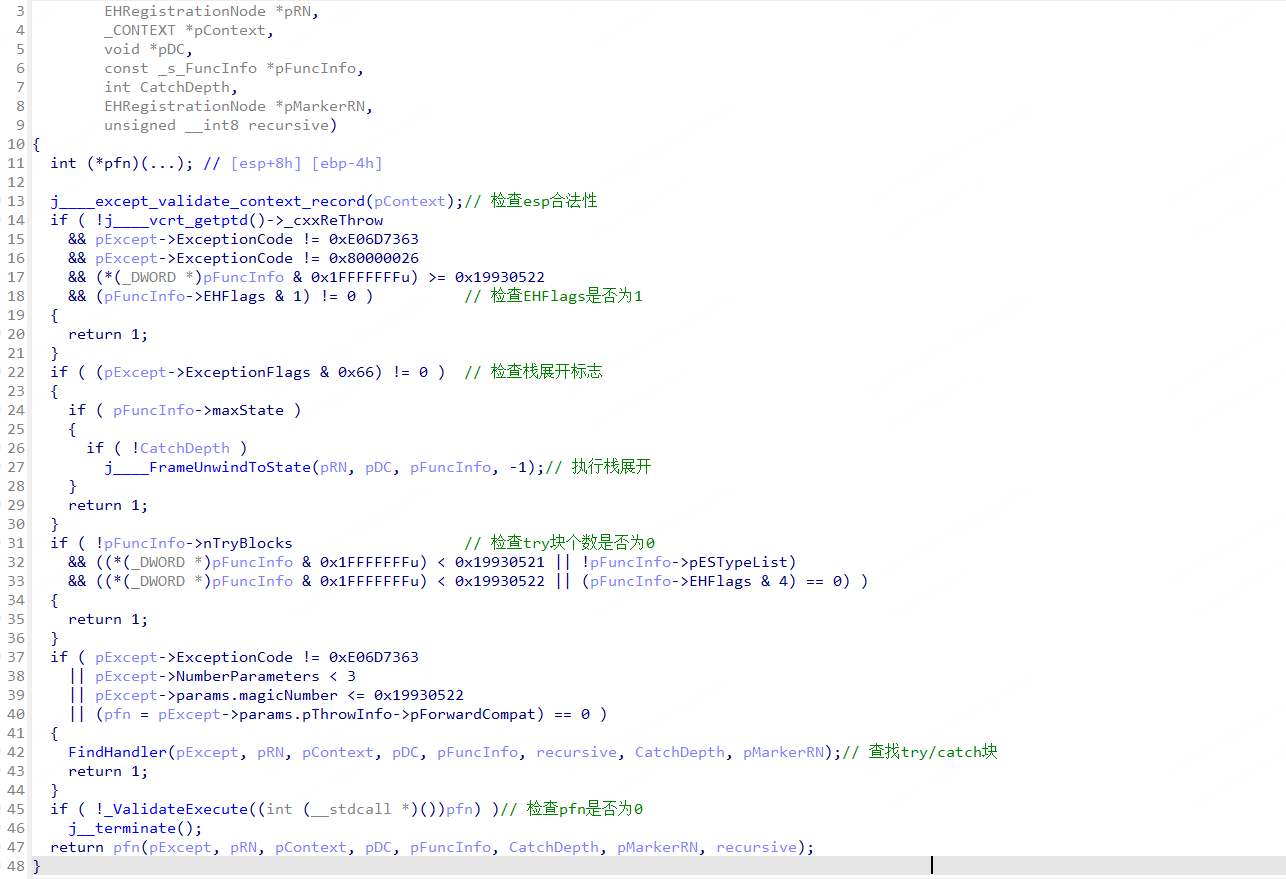 3         EHRegistrationNode *pRN,
4         _CONTEXT *pContext,
5         void *pDC,
6         const _s_FuncInfo *pFuncInfo,
7         int CatchDepth,
8         EHRegistrationNode *pMarkerRN,
9         unsigned __int8 recursive)
10 {
11   int (*pfn)(...); // [esp+8h] [ebp-4h]
12
13   j____except_validate_context_record(pContext);// 检查esp合法性
14   if ( !j____vcrt_getptd()->_cxxReThrow
15     && pExcept->ExceptionCode != 0xE06D7363
16     && pExcept->ExceptionCode != 0x80000026
17     && (*(_DWORD *)pFuncInfo & 0x1FFFFFFFu) >= 0x19930522
18     && (pFuncInfo->EHFlags & 1) != 0 )          // 检查EHFlags是否为1
19   {
20     return 1;
21   }
22   if ( (pExcept->ExceptionFlags & 0x66) != 0 )  // 检查栈展开标志
23   {
24     if ( pFuncInfo->maxState )
25     {
26       if ( !CatchDepth )
27         j____FrameUnwindToState(pRN, pDC, pFuncInfo, -1);// 执行栈展开
28     }
29     return 1;
30   }
31   if ( !pFuncInfo->nTryBlocks                   // 检查try块个数是否为0
32     && ((*(_DWORD *)pFuncInfo & 0x1FFFFFFFu) < 0x19930521 || !pFuncInfo->pESTypeList)
33     && ((*(_DWORD *)pFuncInfo & 0x1FFFFFFFu) < 0x19930522 || (pFuncInfo->EHFlags & 4) == 0) )
34   {
35     return 1;
36   }
37   if ( pExcept->ExceptionCode != 0xE06D7363
38     || pExcept->NumberParameters < 3
39     || pExcept->params.magicNumber <= 0x19930522
40     || (pfn = pExcept->params.pThrowInfo->pForwardCompat) == 0 )
41   {
42     FindHandler(pExcept, pRN, pContext, pDC, pFuncInfo, recursive, CatchDepth, pMarkerRN);// 查找try/catch块
43     return 1;
44   }
45   if ( !_ValidateExecute((int (__stdcall *)())pfn) )// 检查pfn是否为0
46     j__terminate();
47   return pfn(pExcept, pRN, pContext, pDC, pFuncInfo, CatchDepth, pMarkerRN, recursive);
48 }